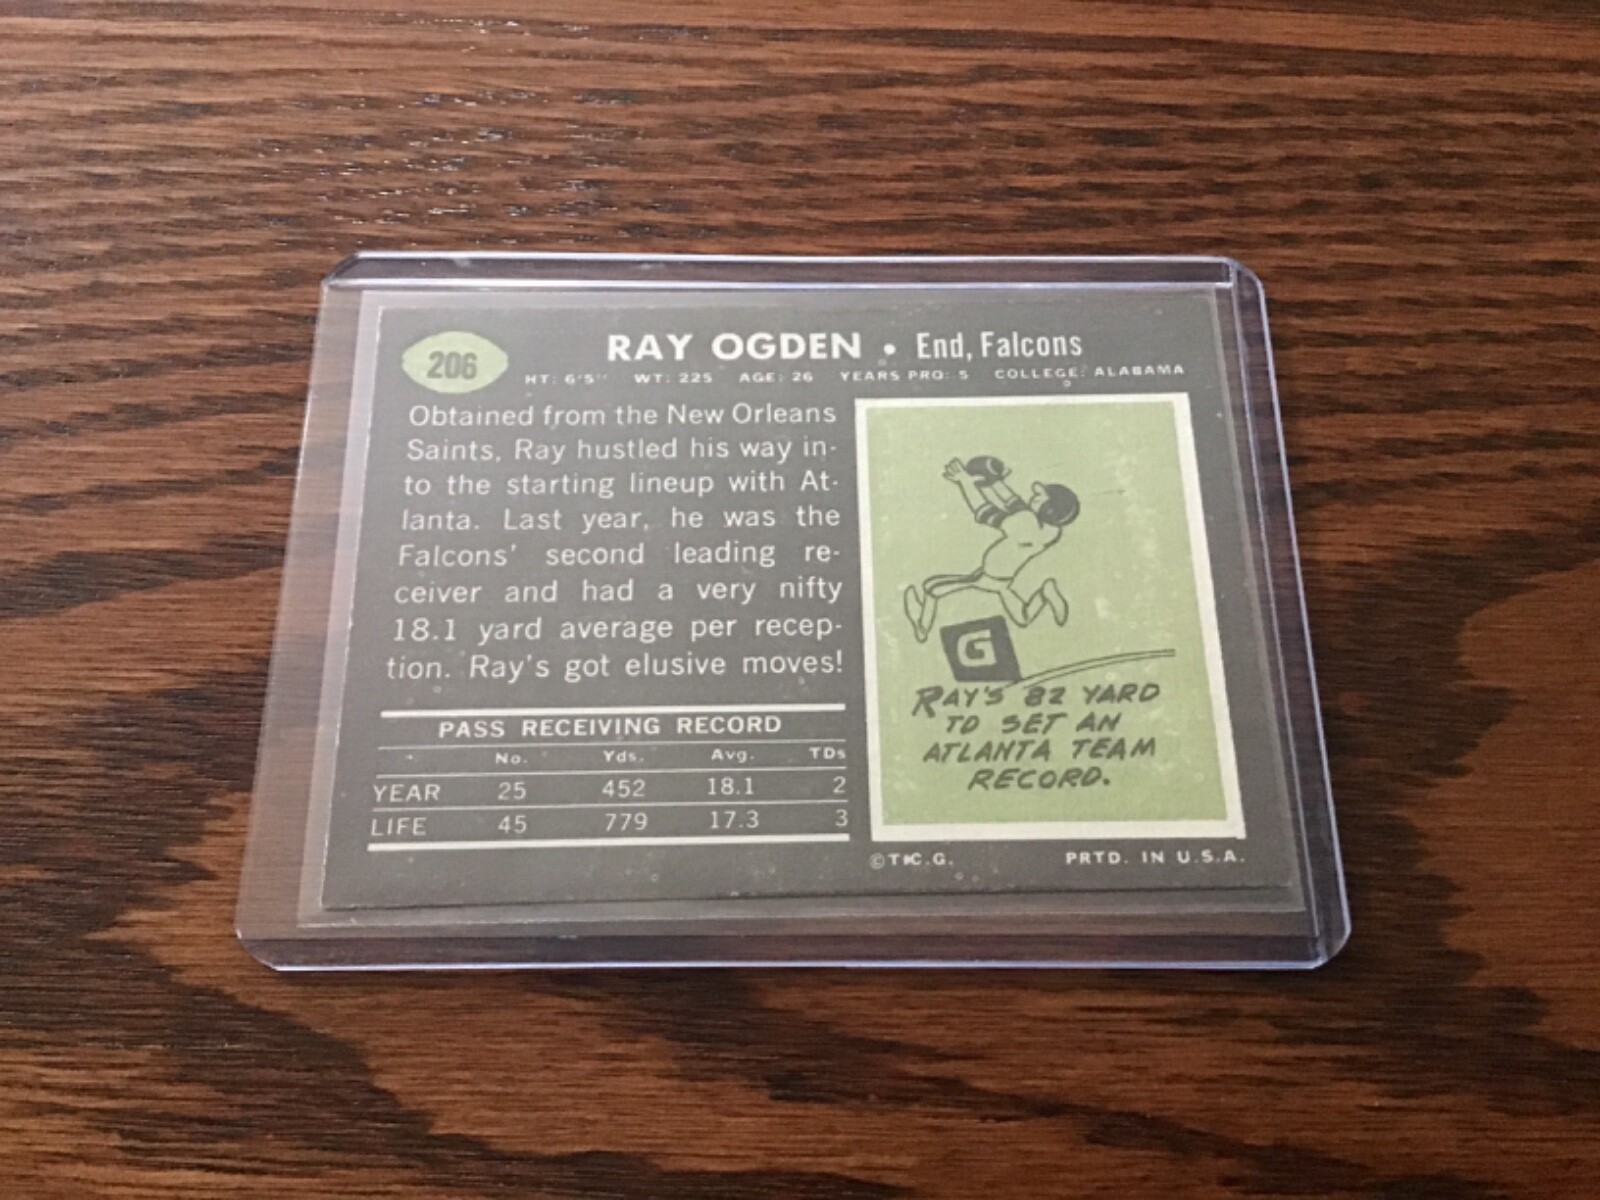 206
RAY OGDEN • End, Falcons
HT: 6'5" WT: 225 AGE: 26 YEARS PRO: 5 COLLEGE: ALABAMA
Obtained from the New Orleans
Saints, Ray hustled his way in-
to the starting lineup with At-
lanta. Last year, he was the
Falcons' second leading re-
ceiver and had a very nifty
18.1 yard average per recep-
tion. Ray's got elusive moves!
PASS RECEIVING RECORD
No. Yds. Avg. TDs
YEAR 25 452 18.1 2
LIFE 45 779 17.3 3
G
RAY'S 82 YARD
TD SET AN
ATLANTA TEAM
RECORD.
©T.C.G. PRTD. IN U.S.A.